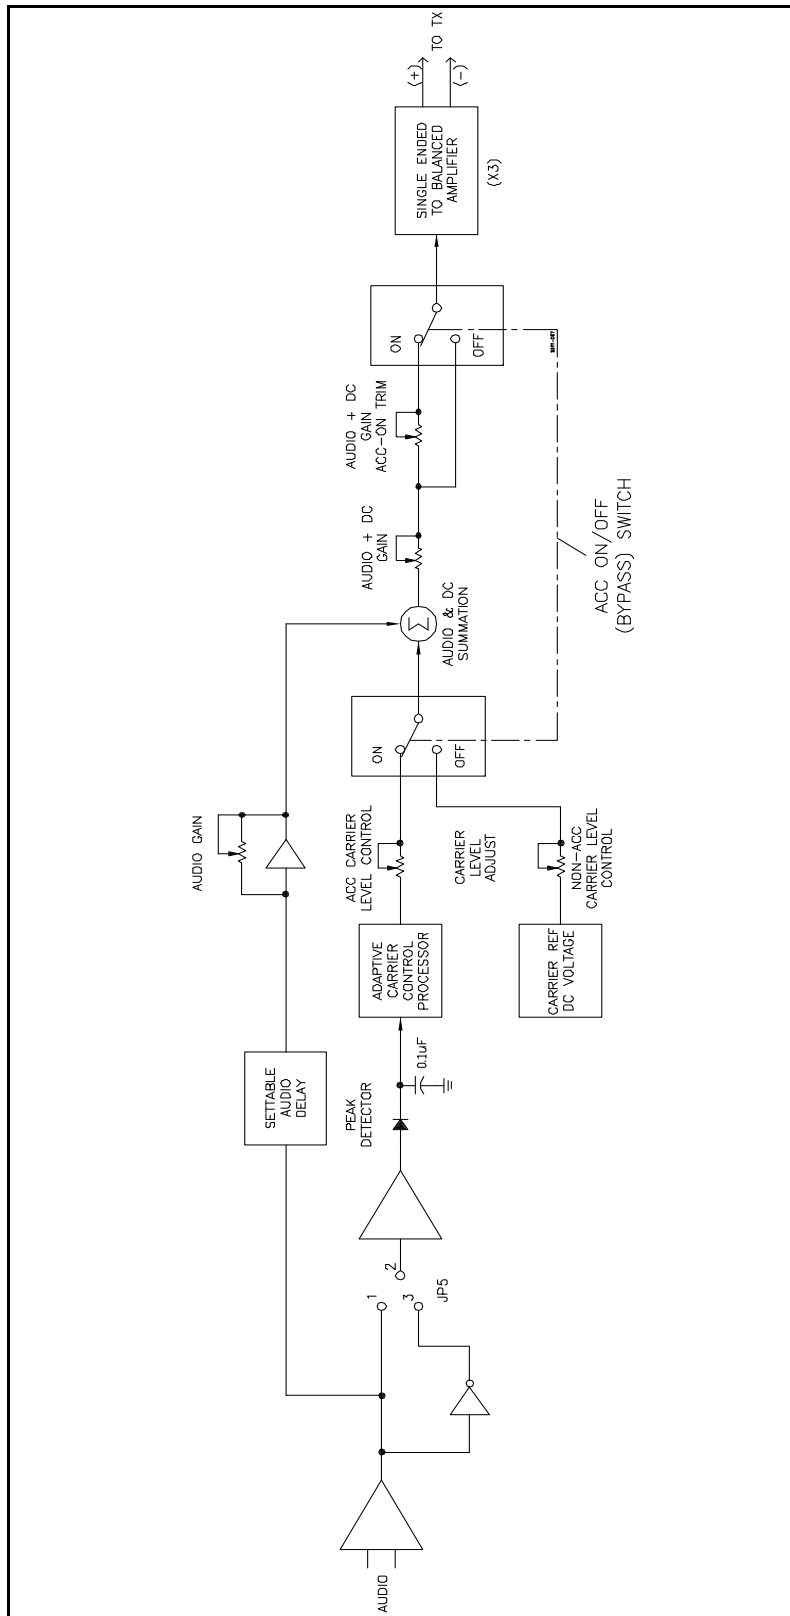 AUDIO
1
2
3
JP5
SETTABLE
AUDIO
DELAY
PEAK
DETECTOR
0.1uF
ADAPTIVE
CARRIER
CONTROL
PROCESSOR
CARRIER REF
DC VOLTAGE
AUDIO GAIN
ACC CARRIER
LEVEL CONTROL
CARRIER
LEVEL
ADJUST
NON-ACC
CARRIER LEVEL
CONTROL
ON
OFF
Σ
AUDIO & DC
SUMMATION
AUDIO + DC
GAIN
AUDIO + DC
GAIN
ACC-ON TRIM
ACC ON/OFF
(BYPASS) SWITCH
ON
OFF
SINGLE ENDED
TO BALANCED
AMPLIFIER
(X3)
(+)
(-)
TO TX